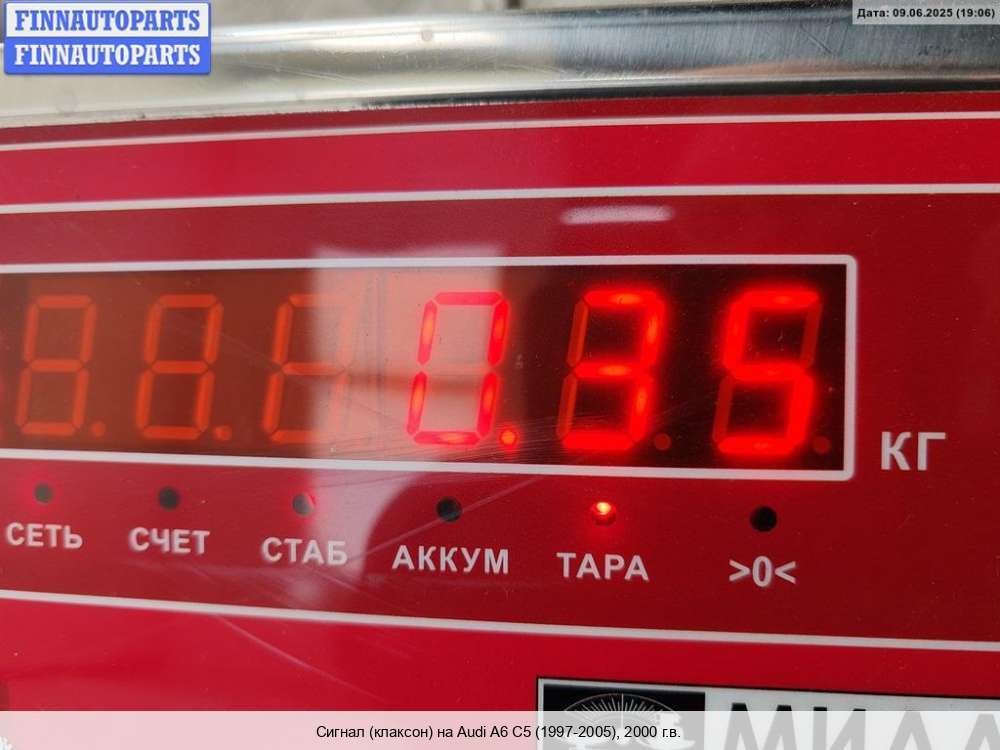 FINNAUTOPARTS
FINNAUTOPARTS
Дата: 09.06.2025 (19:06)
0.35
КГ
СЕТЬ СЧЕТ СТАБ АККУМ ТАРА >0<
Сигнал (клаксон) на Audi A6 C5 (1997-2005), 2000 г.в.